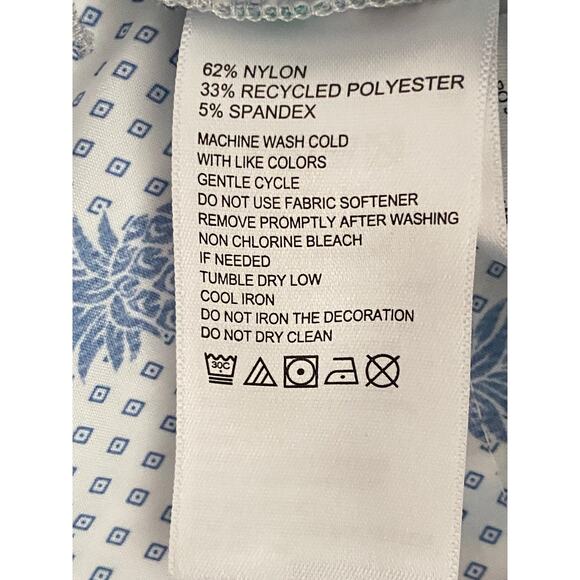 62% NYLON
33% RECYCLED POLYESTER
5% SPANDEX
MACHINE WASH COLD
WITH LIKE COLORS
GENTLE CYCLE
DO NOT USE FABRIC SOFTENER
REMOVE PROMPTLY AFTER WASHING
NON CHLORINE BLEACH
IF NEEDED
TUMBLE DRY LOW
COOL IRON
DO NOT IRON THE DECORATION
DO NOT DRY CLEAN
30C